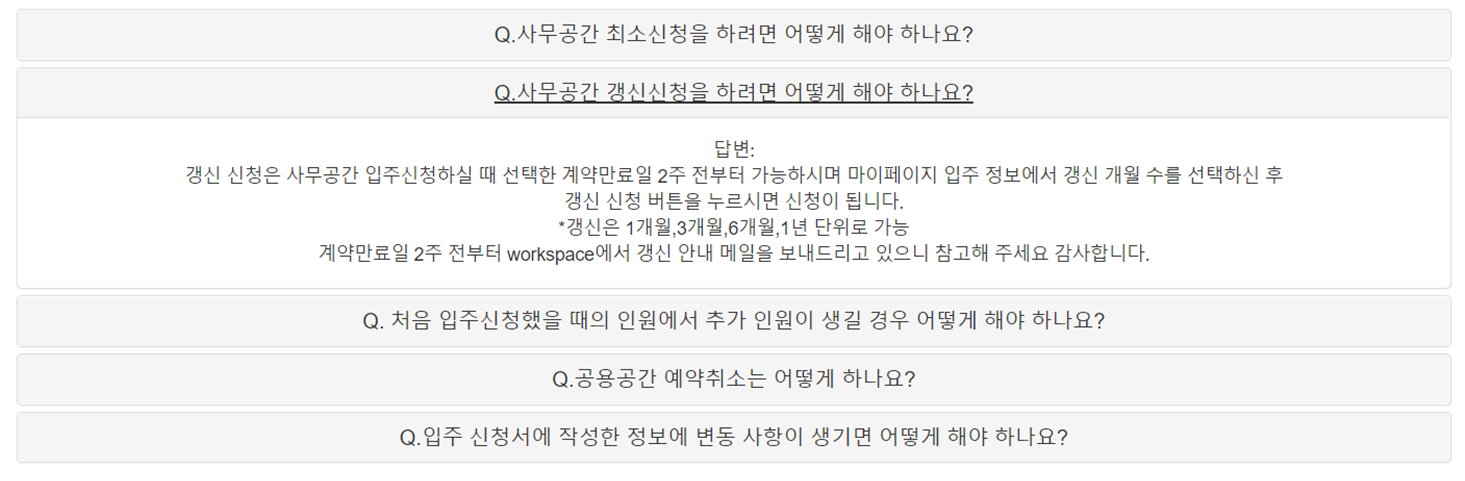 Q.사무공간 최소신청을 하려면 어떻게 해야 하나요?
Q.사무공간 갱신신청을 하려면 어떻게 해야 하나요?
답변:
갱신 신청은 사무공간 입주신청하실 때 선택한 계약만료일 2주 전부터 가능하시며 마이페이지 입주 정보에서 갱신 개월 수를 선택하신 후
갱신 신청 버튼을 누르시면 신청이 됩니다.
*갱신은 1개월,3개월,6개월,1년 단위로 가능
계약만료일 2주 전부터 workspace에서 갱신 안내 메일을 보내드리고 있으니 참고해 주세요 감사합니다.
Q. 처음 입주신청했을 때의 인원에서 추가 인원이 생길 경우 어떻게 해야 하나요?
Q.공용공간 예약취소는 어떻게 하나요?
Q.입주 신청서에 작성한 정보에 변동 사항이 생기면 어떻게 해야 하나요?